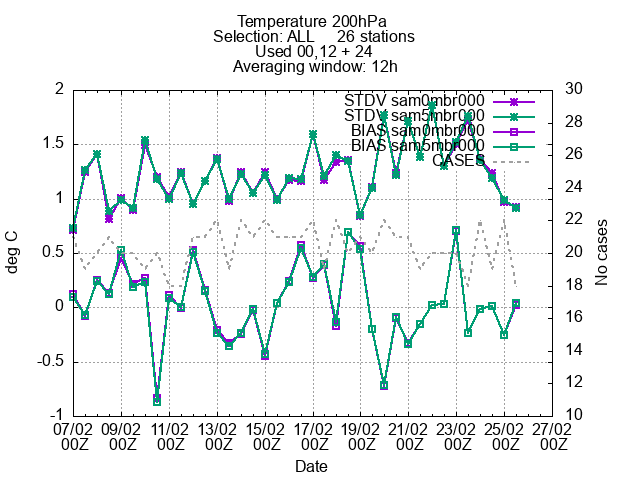 Temperature 200hPa
Selection: ALL 26 stations
Used 00,12 + 24
Averaging window: 12h
STDV sam0mbr000
STDV sam5mbr000
BIAS sam0mbr000
BIAS sam5mbr000
CASES
2
1.5
1
0.5
0
-0.5
-1
deg C
30
28
26
24
22
20
18
16
14
12
10
No cases
07/02 09/02 11/02 13/02 15/02 17/02 19/02 21/02 23/02 25/02 27/02
00Z 00Z 00Z 00Z 00Z 00Z 00Z 00Z 00Z 00Z 00Z
Date